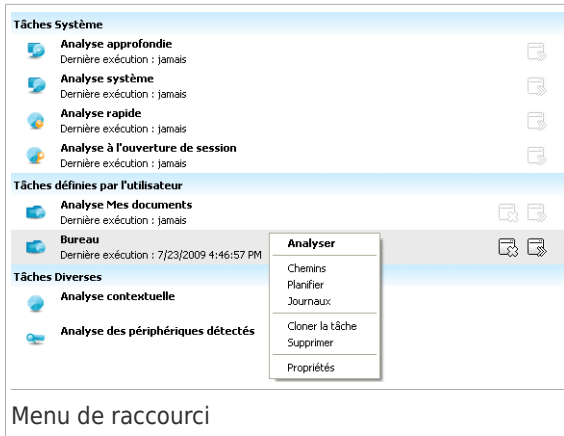 Tâches Système
Analyse approfondie
Dernière exécution : jamais
Analyse système
Dernière exécution : jamais
Analyse rapide
Dernière exécution : jamais
Analyse à l'ouverture de session
Dernière exécution : jamais
Tâches définies par l'utilisateur
Analyse Mes documents
Dernière exécution : jamais
Bureau
Dernière exécution : 7/23/2009 4:46:57 PM
Tâches Diverses
Analyse contextuelle
Analyse des périphériques détectés
Analyser
Chemins
Planifier
Journaux
Cloner la tâche
Supprimer
Propriétés
Menu de raccourci